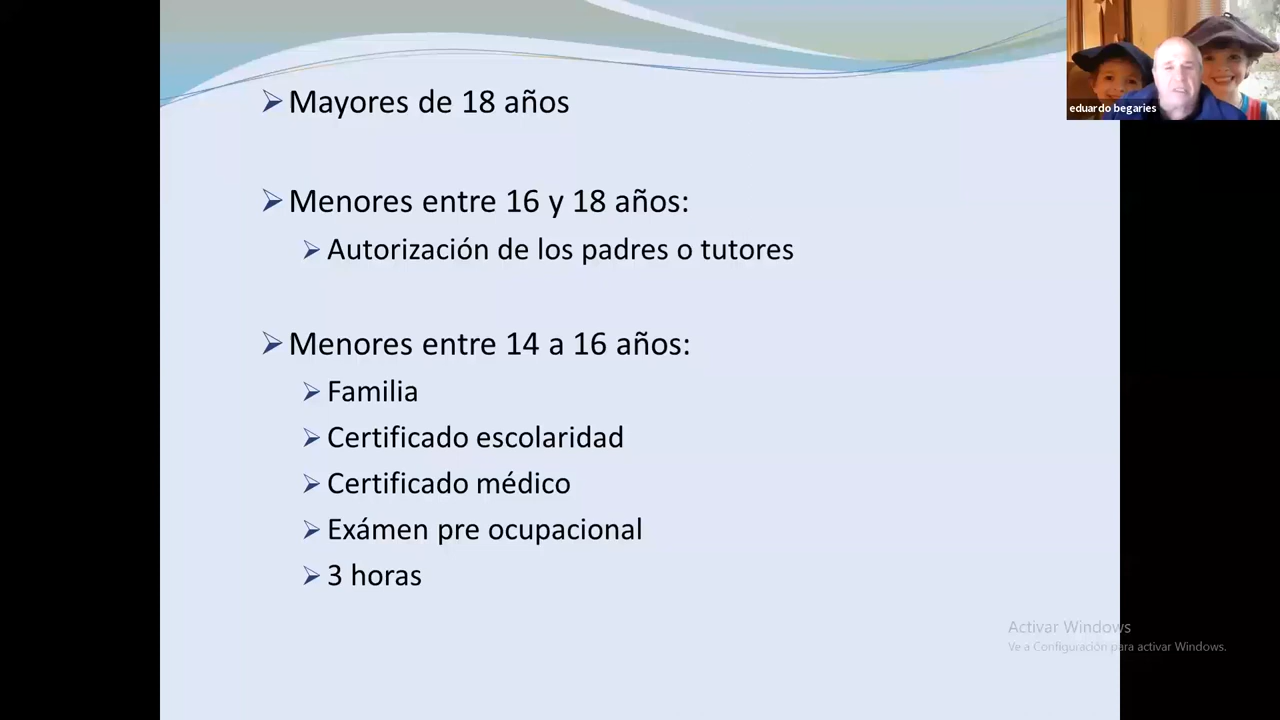 Mayores de 18 años
Menores entre 16 y 18 años:
Autorización de los padres o tutores
Menores entre 14 a 16 años:
Familia
Certificado escolaridad
Certificado médico
Exámen pre ocupacional
3 horas
eduardo begaries
Activar Windows
Ve a Configuración para activar Windows.